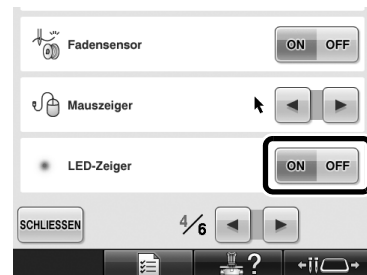 Fadensensor ON OFF
Mauszeiger
LED-Zeiger ON OFF
SCHLIESSEN 4/6
?